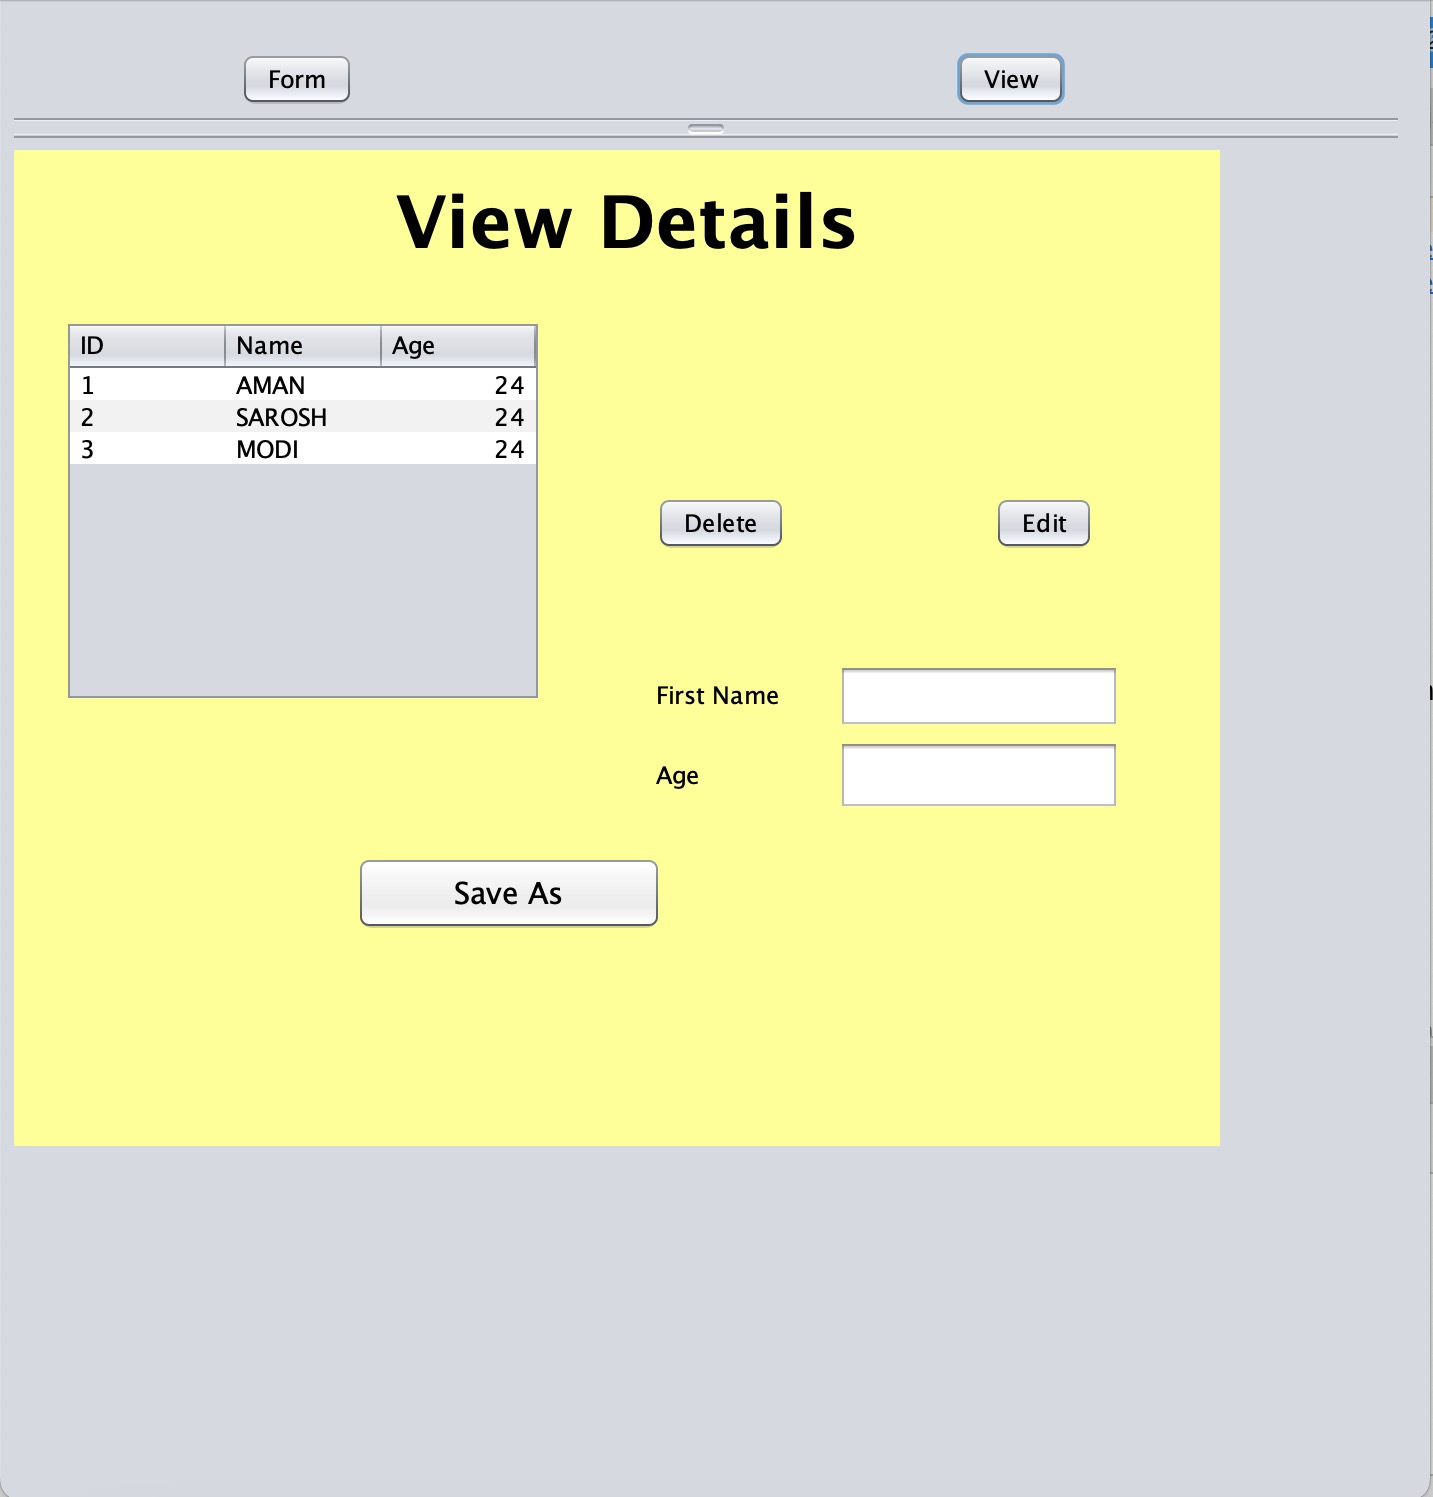 Form View
View Details
ID Name Age
1 AMAN 24
2 SAROSH 24
3 MODI 24
Delete Edit
First Name
Age
Save As